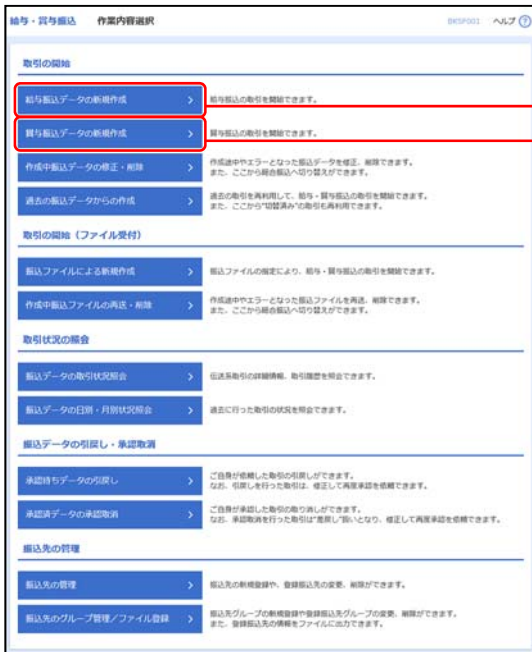 給与・賞与振込 作業内容選択 BKSP001 ヘルプ ?
取引の開始
給与振込データの新規作成 > 給与振込の取引を開始できます。
賞与振込データの新規作成 > 賞与振込の取引を開始できます。
作成中振込データの修正・削除 > 作成途中やエラーとなった振込データを修正、削除できます。
また、ここから総合振込へ切り替えができます。
過去の振込データからの作成 > 過去の取引を再利用して、給与・賞与振込の取引を開始できます。
また、ここから"切替済み"の取引も再利用できます。
取引の開始（ファイル受付）
振込ファイルによる新規作成 > 振込ファイルの指定により、給与・賞与振込の取引を開始できます。
作成中振込ファイルの再送・削除 > 作成途中やエラーとなった振込ファイルを再送、削除できます。
また、ここから総合振込へ切り替えができます。
取引状況の照会
振込データの取引状況照会 > 伝送系取引の詳細情報、取引履歴を照会できます。
振込データの日別・月別状況照会 > 過去に行った取引の状況を照会できます。
振込データの引戻し・承認取消
承認待ちデータの引戻し > ご自身が依頼した取引の引戻しができます。
なお、引戻しを行った取引は、修正して再度承認を依頼できます。
承認済データの承認取消 > ご自身が承認した取引の取り消しができます。
なお、承認取消を行った取引は"差戻し"扱いとなり、修正して再度承認を依頼できます。
振込先の管理
振込先の管理 > 振込先の新規登録や、登録振込先の変更、削除ができます。
振込先のグループ管理/ファイル登録 > 振込先グループの新規登録や登録振込先グループの変更、削除ができます。
また、登録振込先の情報をファイルに出力できます。